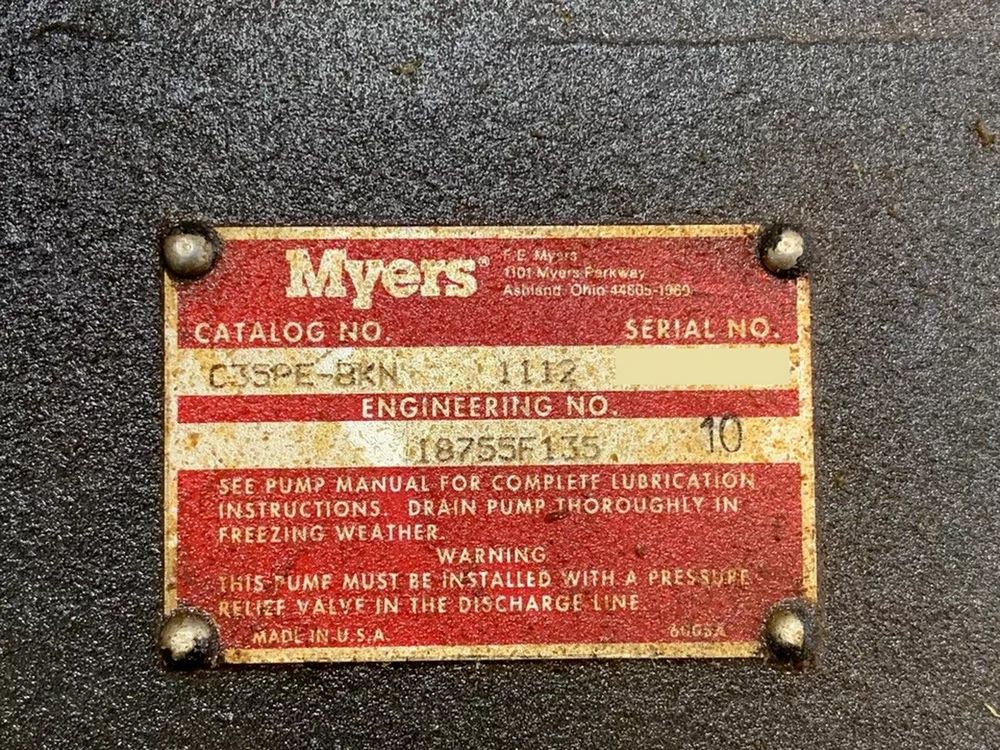 Myers®
F. E. Myers
1101 Myers Parkway
Ashland, Ohio 44805-1969
CATALOG NO. SERIAL NO.
C35PE-8KN 1112
ENGINEERING NO.
18755F135 10
SEE PUMP MANUAL FOR COMPLETE LUBRICATION
INSTRUCTIONS. DRAIN PUMP THOROUGHLY IN
FREEZING WEATHER.
WARNING
THIS PUMP MUST BE INSTALLED WITH A PRESSURE
RELIEF VALVE IN THE DISCHARGE LINE.
MADE IN U.S.A.